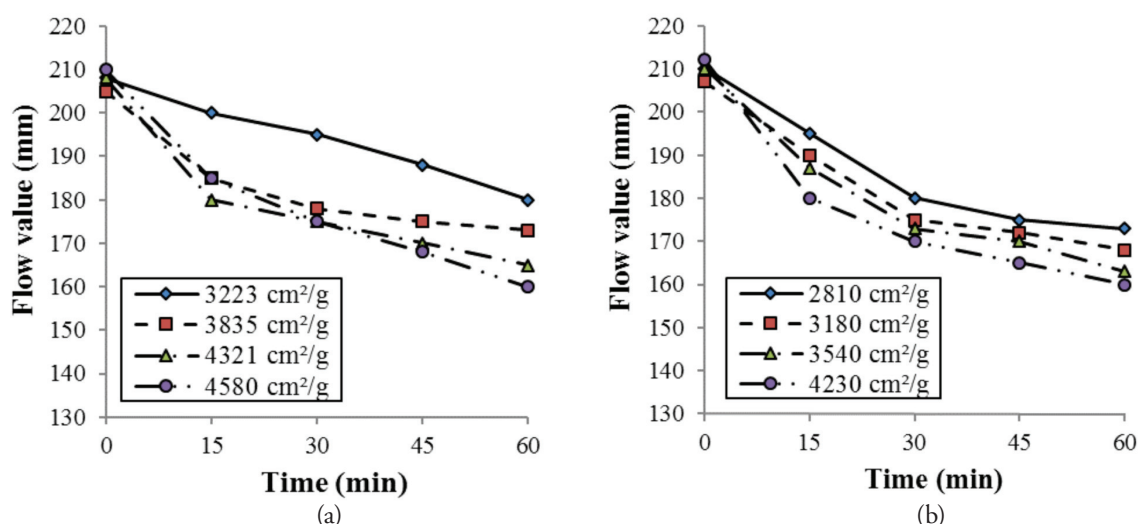 220
210
200
190
180
170
160
150
140
130
Flow value (mm)
3223 cm²/g
3835 cm²/g
4321 cm²/g
4580 cm²/g
0 15 30 45 60
Time (min)
(a)
220
210
200
190
180
170
160
150
140
130
Flow value (mm)
2810 cm²/g
3180 cm²/g
3540 cm²/g
4230 cm²/g
0 15 30 45 60
Time (min)
(b)